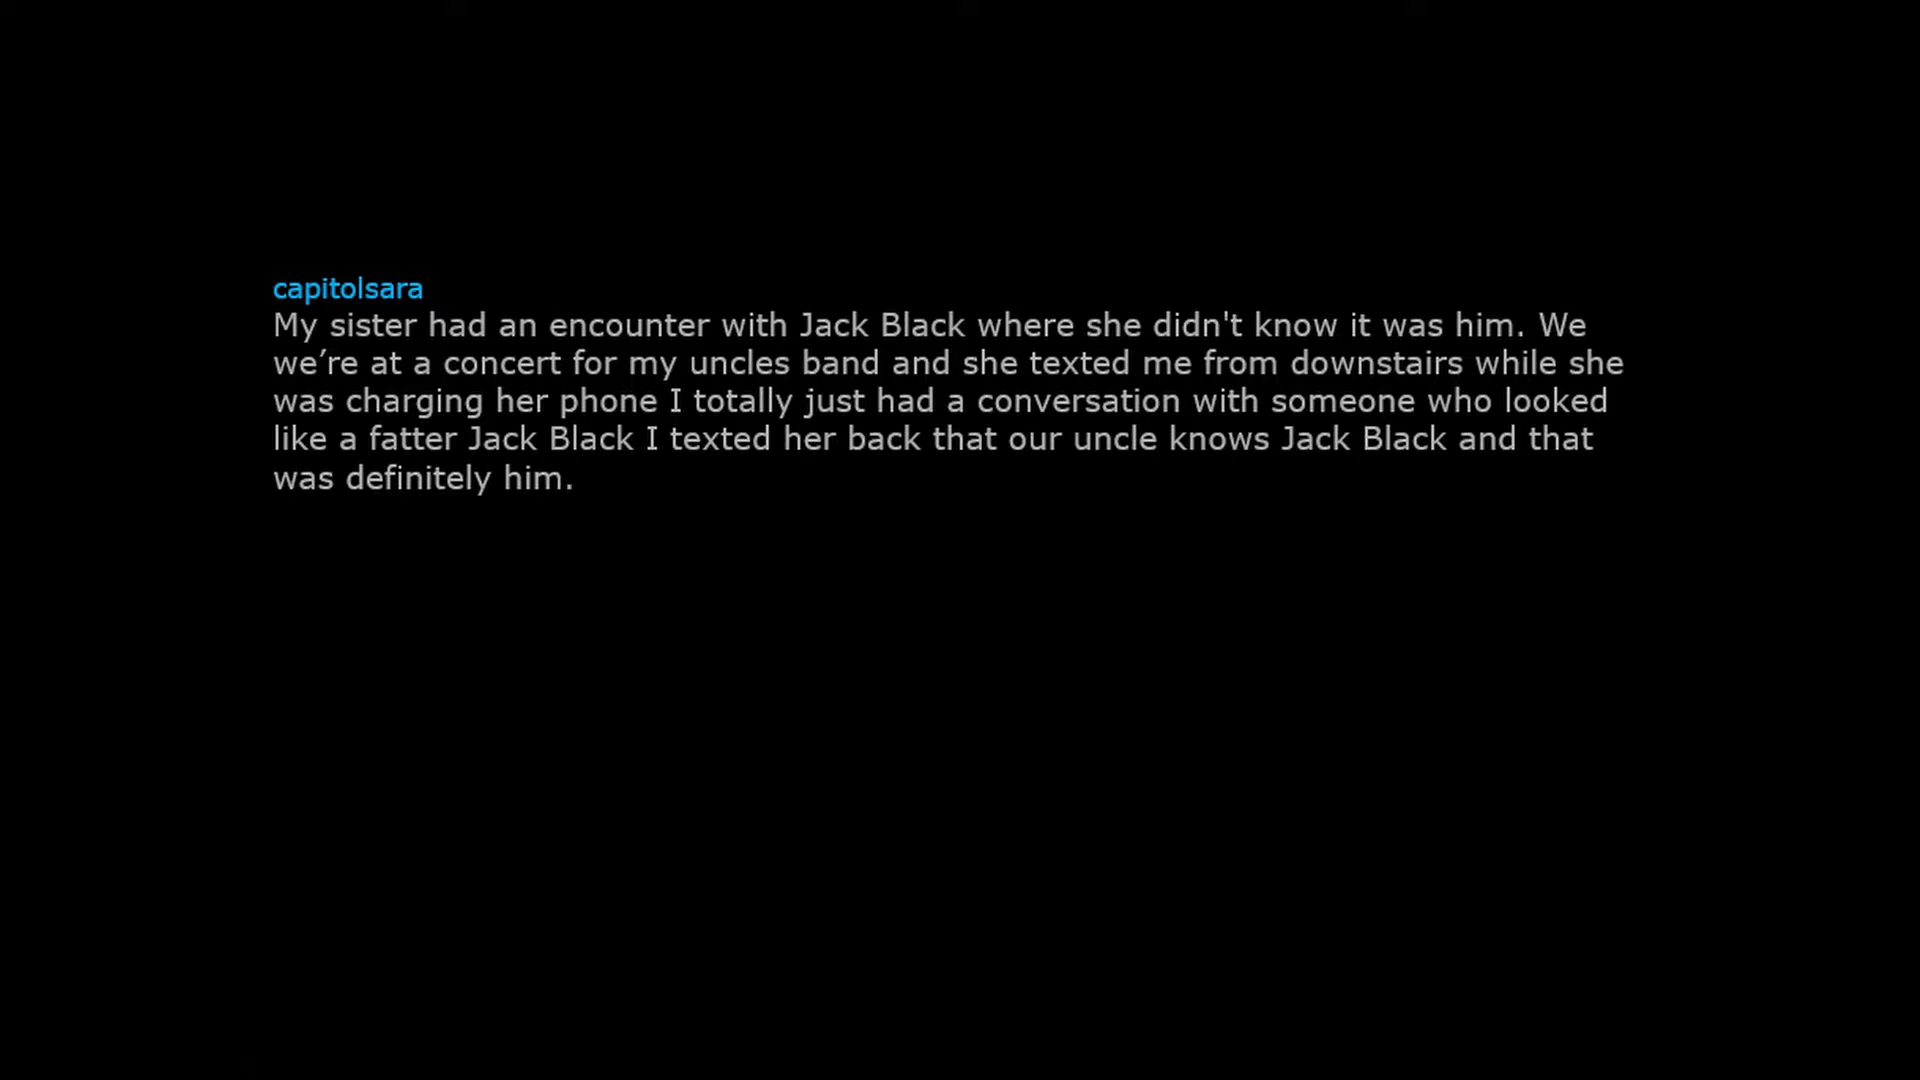 capitolsara
My sister had an encounter with Jack Black where she didn't know it was him. We
we’re at a concert for my uncles band and she texted me from downstairs while she
was charging her phone I totally just had a conversation with someone who looked
like a fatter Jack Black I texted her back that our uncle knows Jack Black and that
was definitely him.